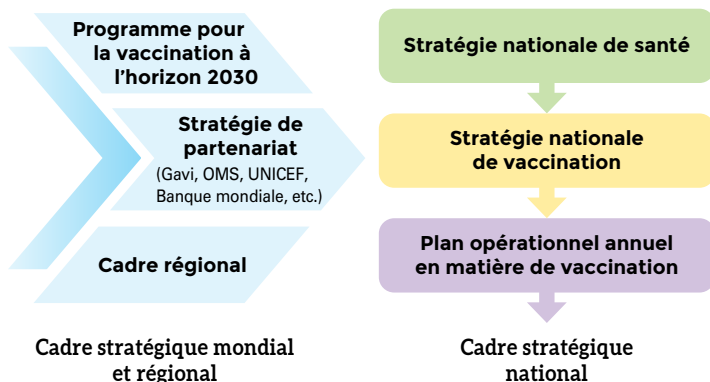 Programme pour
la vaccination à
l’horizon 2030
Stratégie de
partenariat
(Gavi, OMS, UNICEF,
Banque mondiale, etc.)
Cadre régional
Cadre stratégique mondial
et régional
Stratégie nationale de santé
Stratégie nationale
de vaccination
Plan opérationnel annuel
en matière de vaccination
Cadre stratégique
national